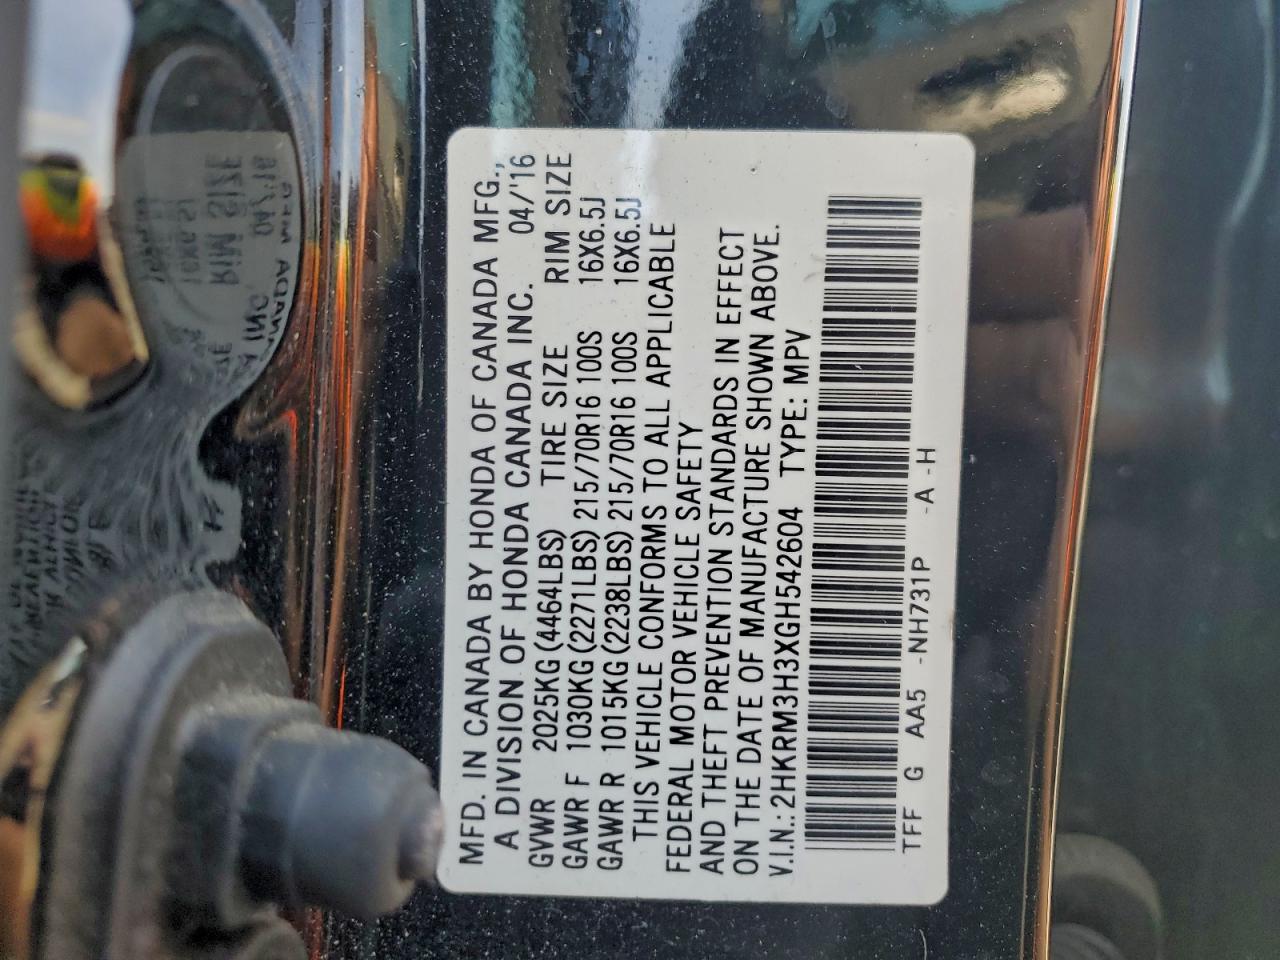 MFD. IN CANADA BY HONDA OF CANADA MFG.,
A DIVISION OF HONDA CANADA INC. 04/'16
GVWR 2025KG(4464LBS) TIRE SIZE RIM SIZE
GAWR F 1030KG(2271LBS) 215/70R16 100S 16X6.5J
GAWR R 1015KG(2238LBS) 215/70R16 100S 16X6.5J
THIS VEHICLE CONFORMS TO ALL APPLICABLE
FEDERAL MOTOR VEHICLE SAFETY
AND THEFT PREVENTION STANDARDS IN EFFECT
ON THE DATE OF MANUFACTURE SHOWN ABOVE.
V.I.N.:2HKRM3H3XGH542604 TYPE: MPV
TFF G AA5 -NH731P -A -H